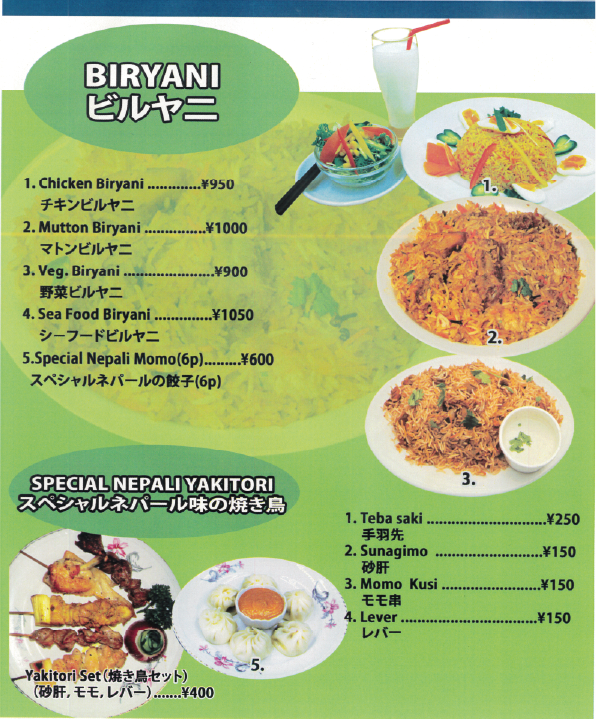 BIRYANI
ビルヤニ
1. Chicken Biryani .............¥950
チキンビルヤニ
2. Mutton Biryani ...............¥1000
マトンビルヤニ
3. Veg. Biryani ......................¥900
野菜ビルヤニ
4. Sea Food Biryani ..............¥1050
シーフードビルヤニ
5.Special Nepali Momo(6p).........¥600
スペシャルネパールの餃子(6p)
1.
2.
3.
SPECIAL NEPALI YAKITORI
スペシャルネパール味の焼き鳥
1. Teba saki .............................¥250
手羽先
2. Sunagimo ..........................¥150
砂肝
3. Momo Kusi ........................¥150
モモ串
4. Lever .................................¥150
レバー
5.
Yakitori Set（焼き鳥セット）
（砂肝, モモ, レバー）.......¥400